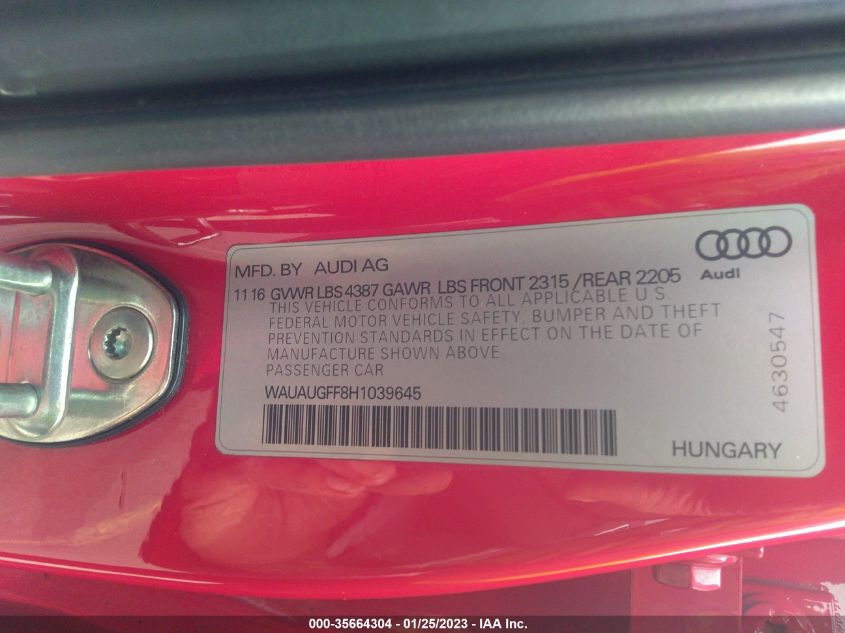 MFD. BY AUDI AG
11 16 GVWR LBS 4387 GAWR LBS FRONT 2315 /REAR 2205
THIS VEHICLE CONFORMS TO ALL APPLICABLE U.S.
FEDERAL MOTOR VEHICLE SAFETY, BUMPER AND THEFT
PREVENTION STANDARDS IN EFFECT ON THE DATE OF
MANUFACTURE SHOWN ABOVE
PASSENGER CAR
WAUAUGFF8H1039645
Audi
4630547
HUNGARY
000-35664304 / 01/25/2023 - IAA Inc.